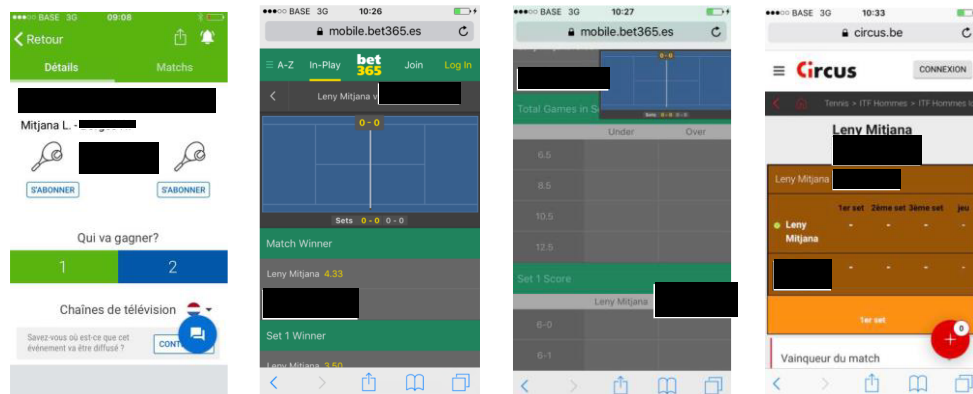 BASE 3G 09:08
Retour
Détails Matchs
Mitjana L. -
S'ABONNER S'ABONNER
Qui va gagner?
1 2
Chaînes de télévision
Savez-vous où est-ce que cet
événement va être diffusé ?
CONT
BASE 3G 10:26
mobile.bet365.es
A-Z In-Play bet365 Join Log In
Leny Mitjana v
0 - 0
Sets 0 - 0 0 - 0
Match Winner
Leny Mitjana 4.33
Set 1 Winner
Leny Mitjana 3.50
BASE 3G 10:27
mobile.bet365.es
0 - 0
Total Games in S
Sets 0 - 0 0 - 0
Under Over
6.5
8.5
10.5
12.5
Set 1 Score
Leny Mitjana
6-0
6-1
BASE 3G 10:33
circus.be
Circus
CONNEXION
Tennis > ITF Hommes > ITF Hommes
Leny Mitjana
Leny Mitjana
1er set 2ème set 3ème set jeu
Leny
Mitjana
- - - -
- - - -
1er set
0
+
Vainqueur du match